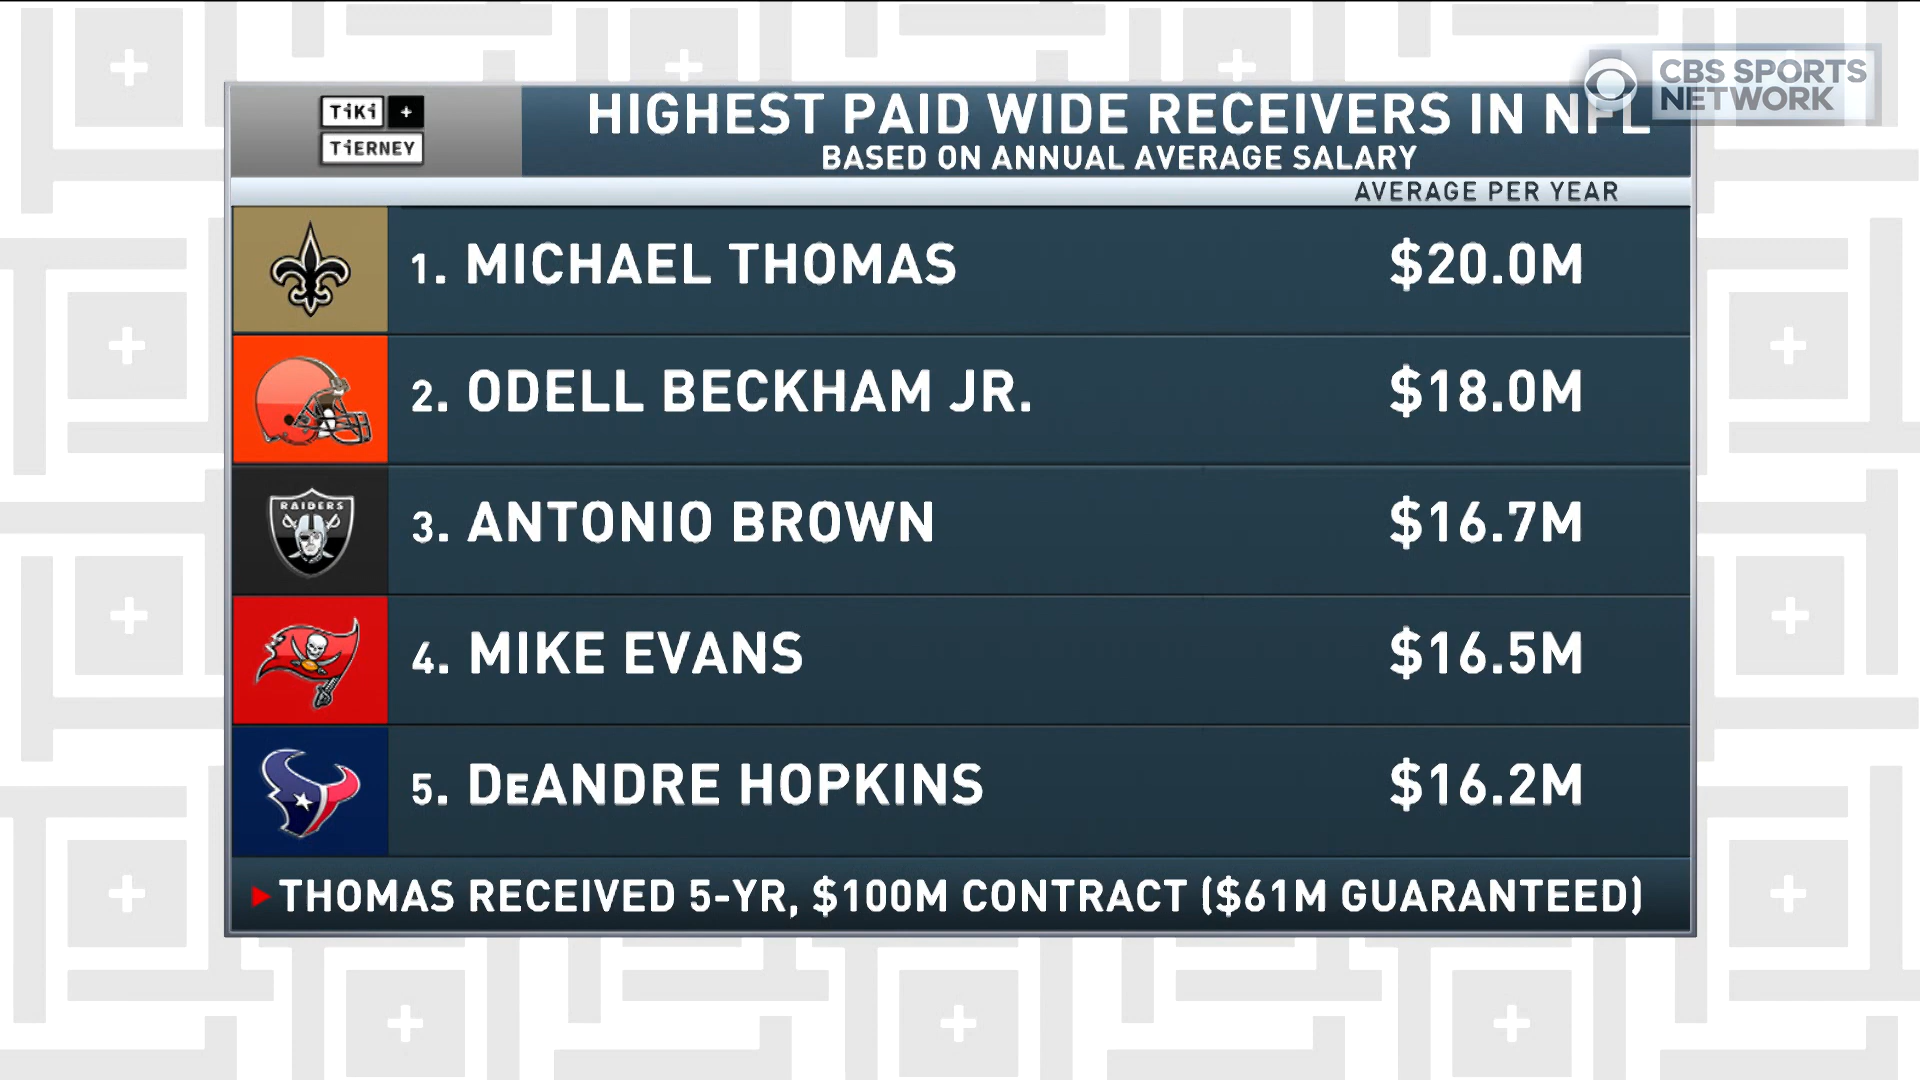 TiKi +
TiERNEY
HIGHEST PAID WIDE RECEIVERS IN NFL
BASED ON ANNUAL AVERAGE SALARY
CBS SPORTS
NETWORK
AVERAGE PER YEAR
1. MICHAEL THOMAS $20.0M
2. ODELL BECKHAM JR. $18.0M
RAIDERS
3. ANTONIO BROWN $16.7M
4. MIKE EVANS $16.5M
5. DeANDRE HOPKINS $16.2M
THOMAS RECEIVED 5-YR, $100M CONTRACT ($61M GUARANTEED)